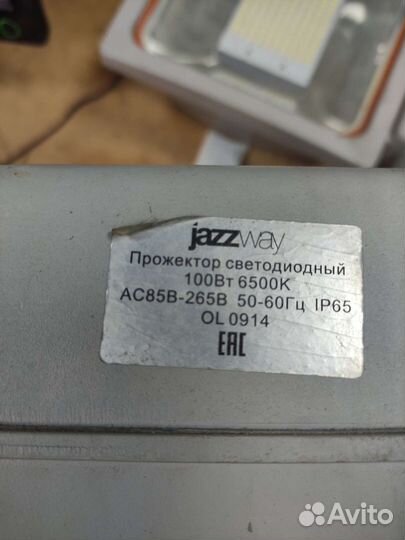 jazzway
Прожектор светодиодный
100Вт 6500К
АС85В-265В 50-60Гц IP65
OL 0914
EAC
Avito